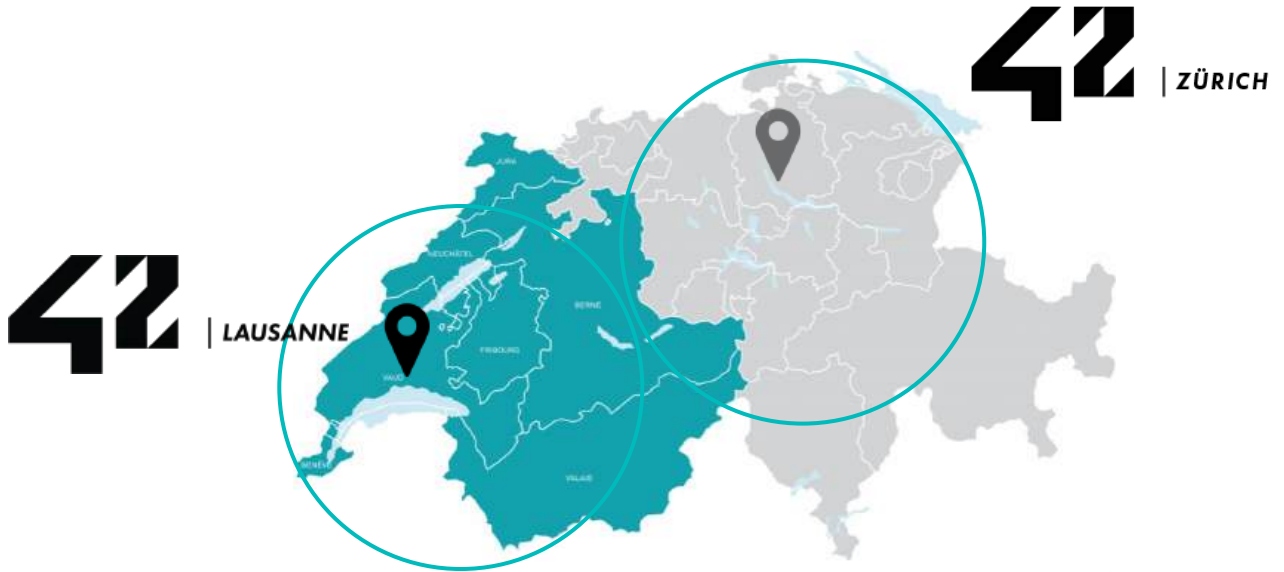 42 | ZÜRICH
JURA
NEUCHÂTEL
BERNE
42 | LAUSANNE
FRIBOURG
VAUD
GENÈVE
VALAIS